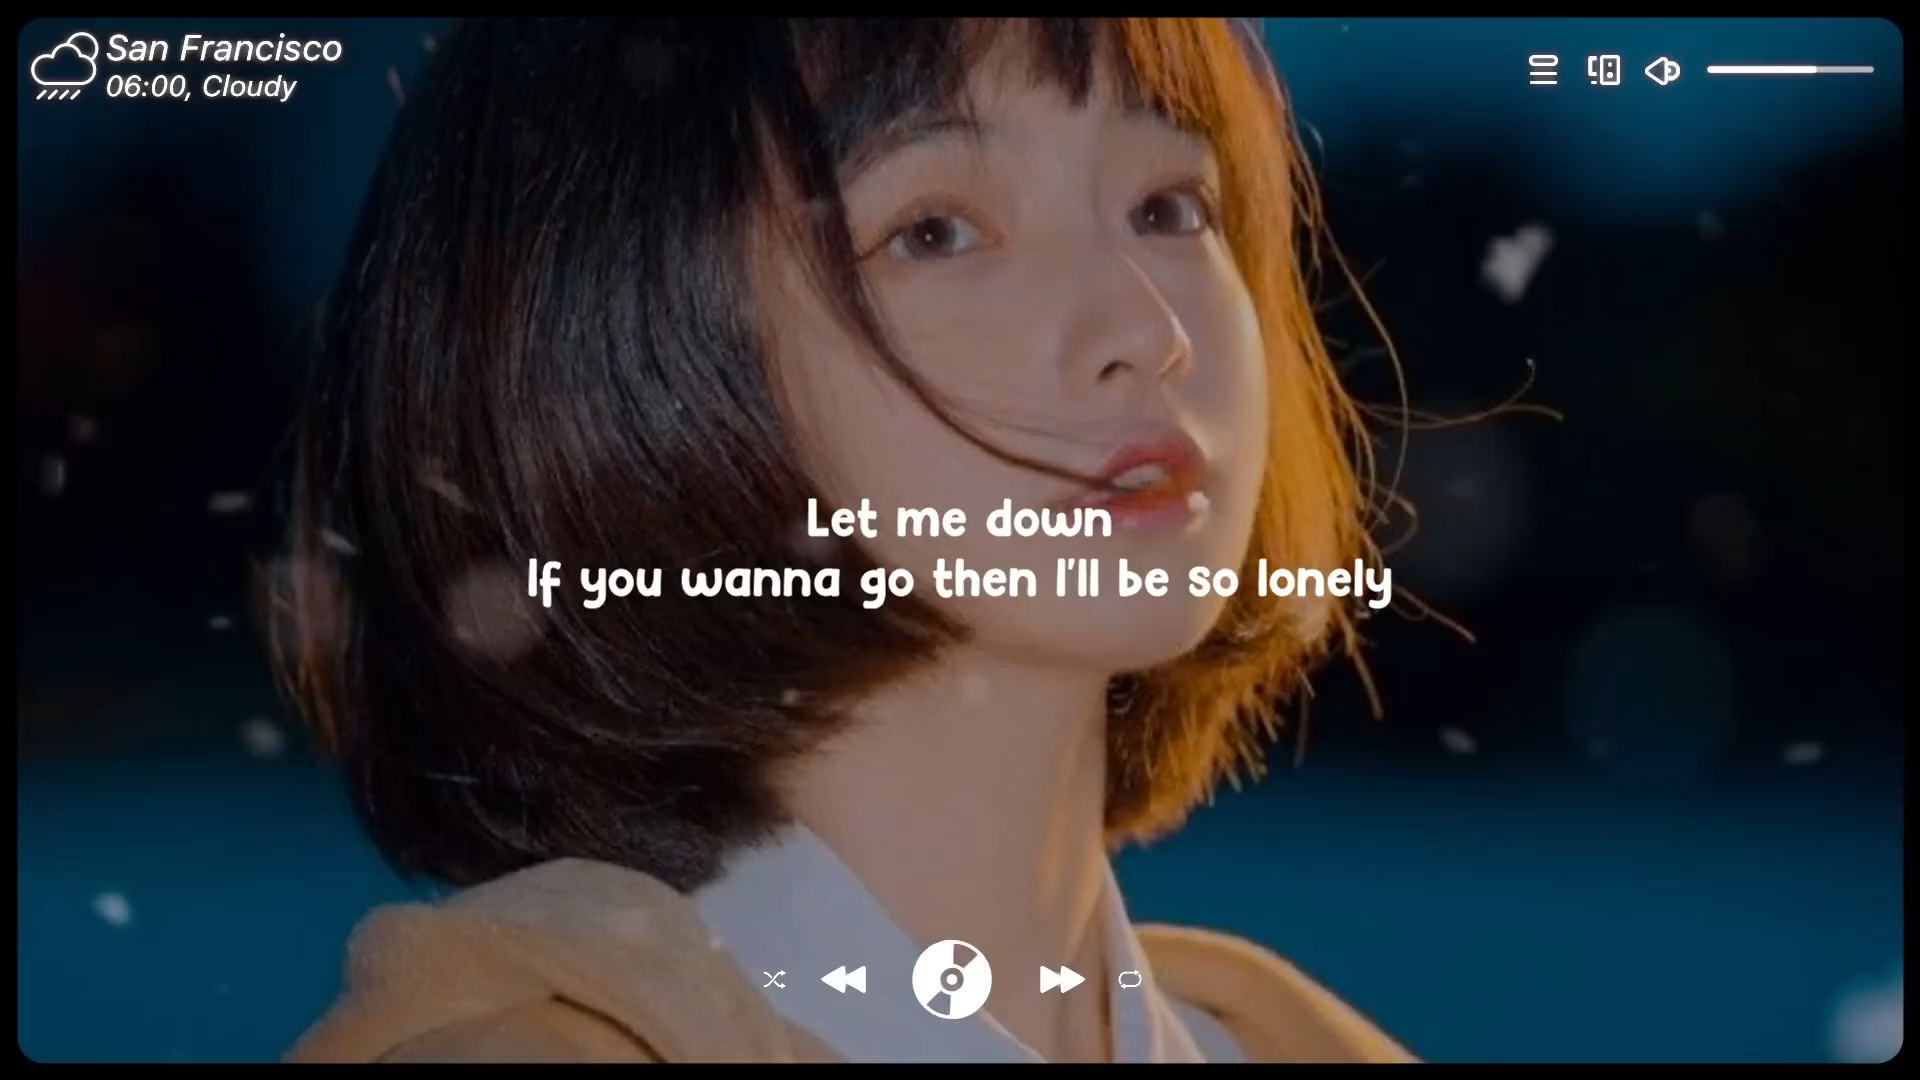 San Francisco
06:00, Cloudy
Let me down
If you wanna go then I'll be so lonely